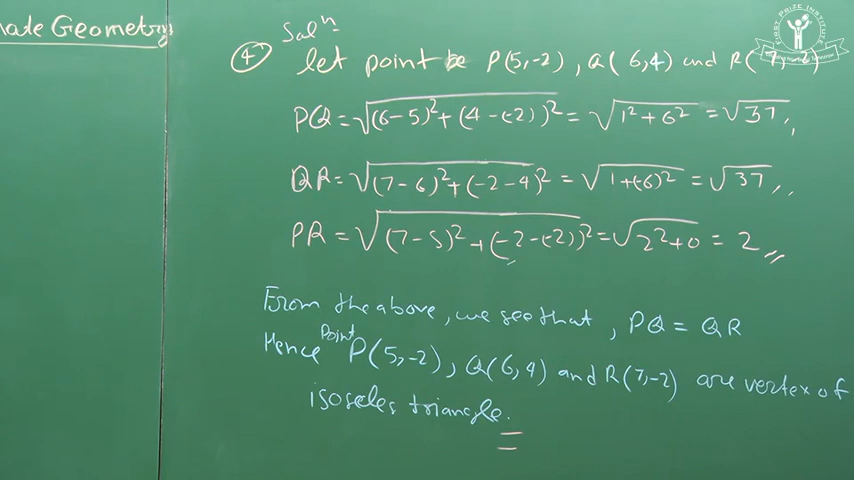 nate Geometry
Solⁿ
④ let point be P(5,-2), Q(6,4) and R(7,-2)
PQ = √(6-5)²+(4-(-2))² = √1²+6² = √37,,
QR = √(7-6)²+(-2-4)² = √1+(-6)² = √37,,
PR = √(7-5)²+(-2-(-2))² = √2²+0 = 2,,
From the above, we see that, PQ = QR
Hence Point P(5,-2), Q(6,4) and R(7,-2) are vertex of
isosceles triangle.
FIRST PRIZE INSTITUTE